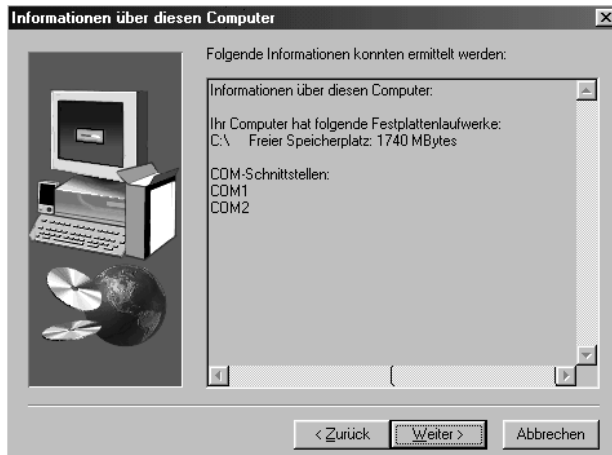 Informationen über diesen Computer
Folgende Informationen konnten ermittelt werden:
Informationen über diesen Computer:
Ihr Computer hat folgende Festplattenlaufwerke:
C:\ Freier Speicherplatz: 1740 MBytes
COM-Schnittstellen:
COM1
COM2
< Zurück
Weiter >
Abbrechen